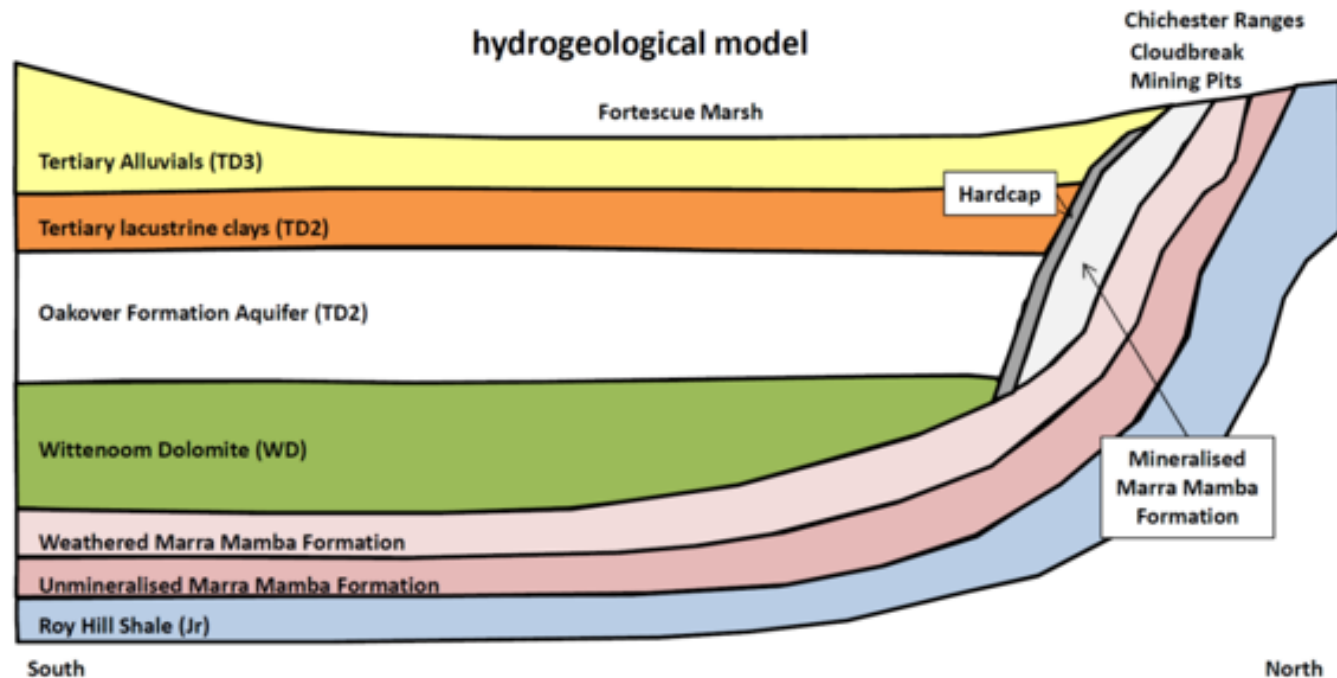 hydrogeological model
Chichester Ranges
Cloudbreak
Mining Pits
Fortescue Marsh
Tertiary Alluvials (TD3)
Hardcap
Tertiary lacustrine clays (TD2)
Oakover Formation Aquifer (TD2)
Wittenoom Dolomite (WD)
Mineralised
Marra Mamba
Formation
Weathered Marra Mamba Formation
Unmineralised Marra Mamba Formation
Roy Hill Shale (Jr)
South
North